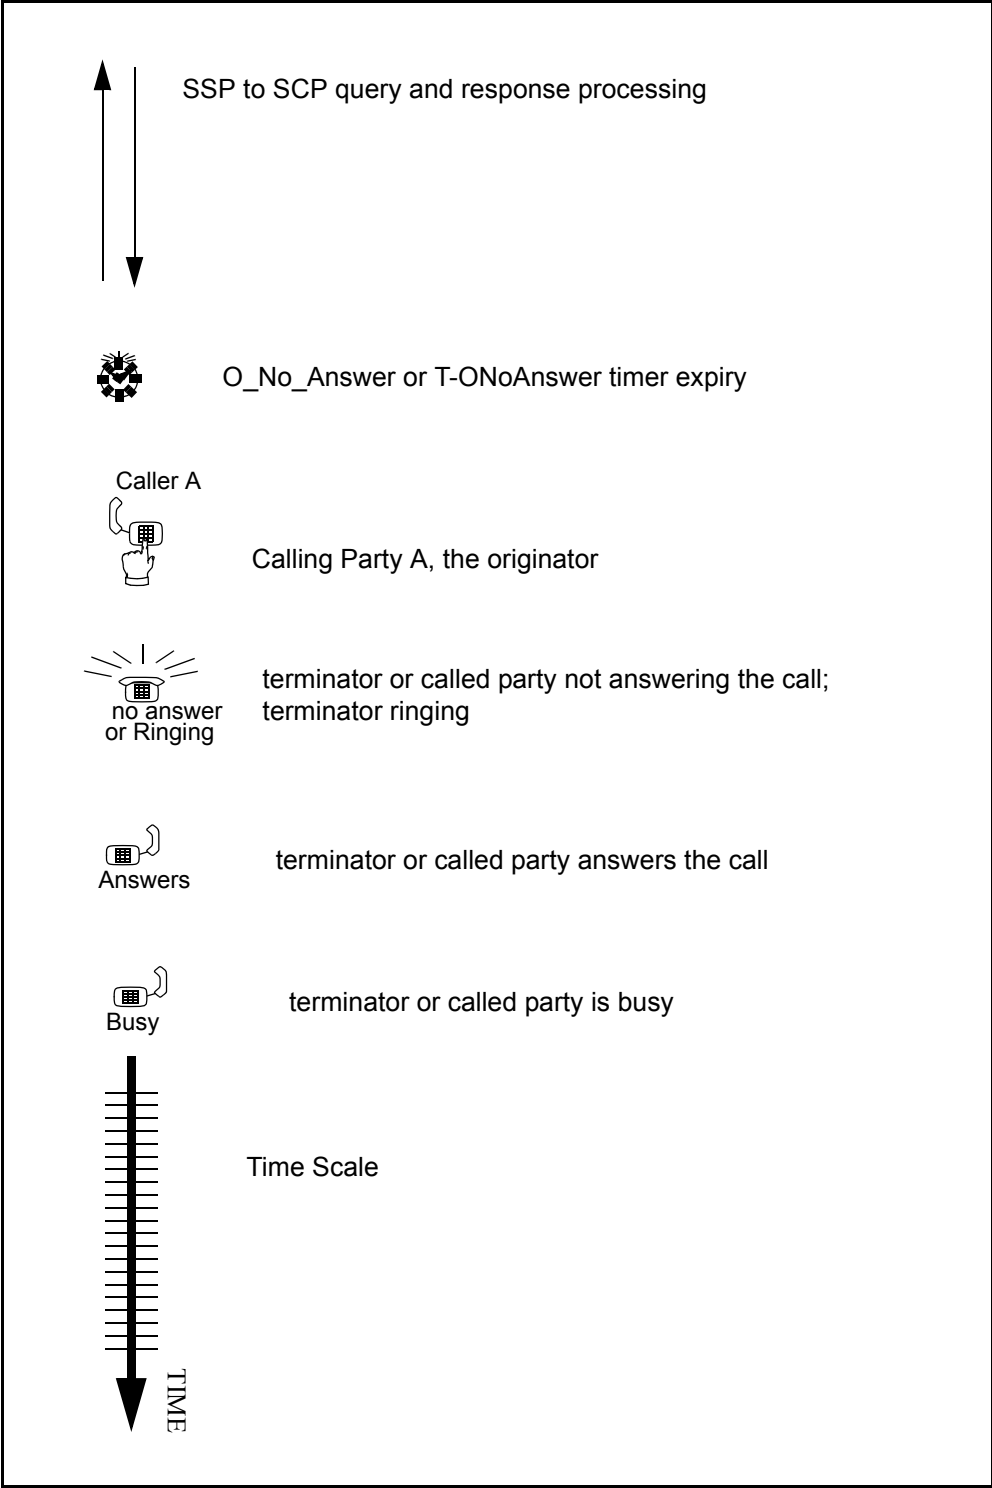 SSP to SCP query and response processing
O_No_Answer or T-ONoAnswer timer expiry
Caller A
Calling Party A, the originator
terminator or called party not answering the call;
terminator ringing
no answer
or Ringing
terminator or called party answers the call
Answers
terminator or called party is busy
Busy
Time Scale
TIME